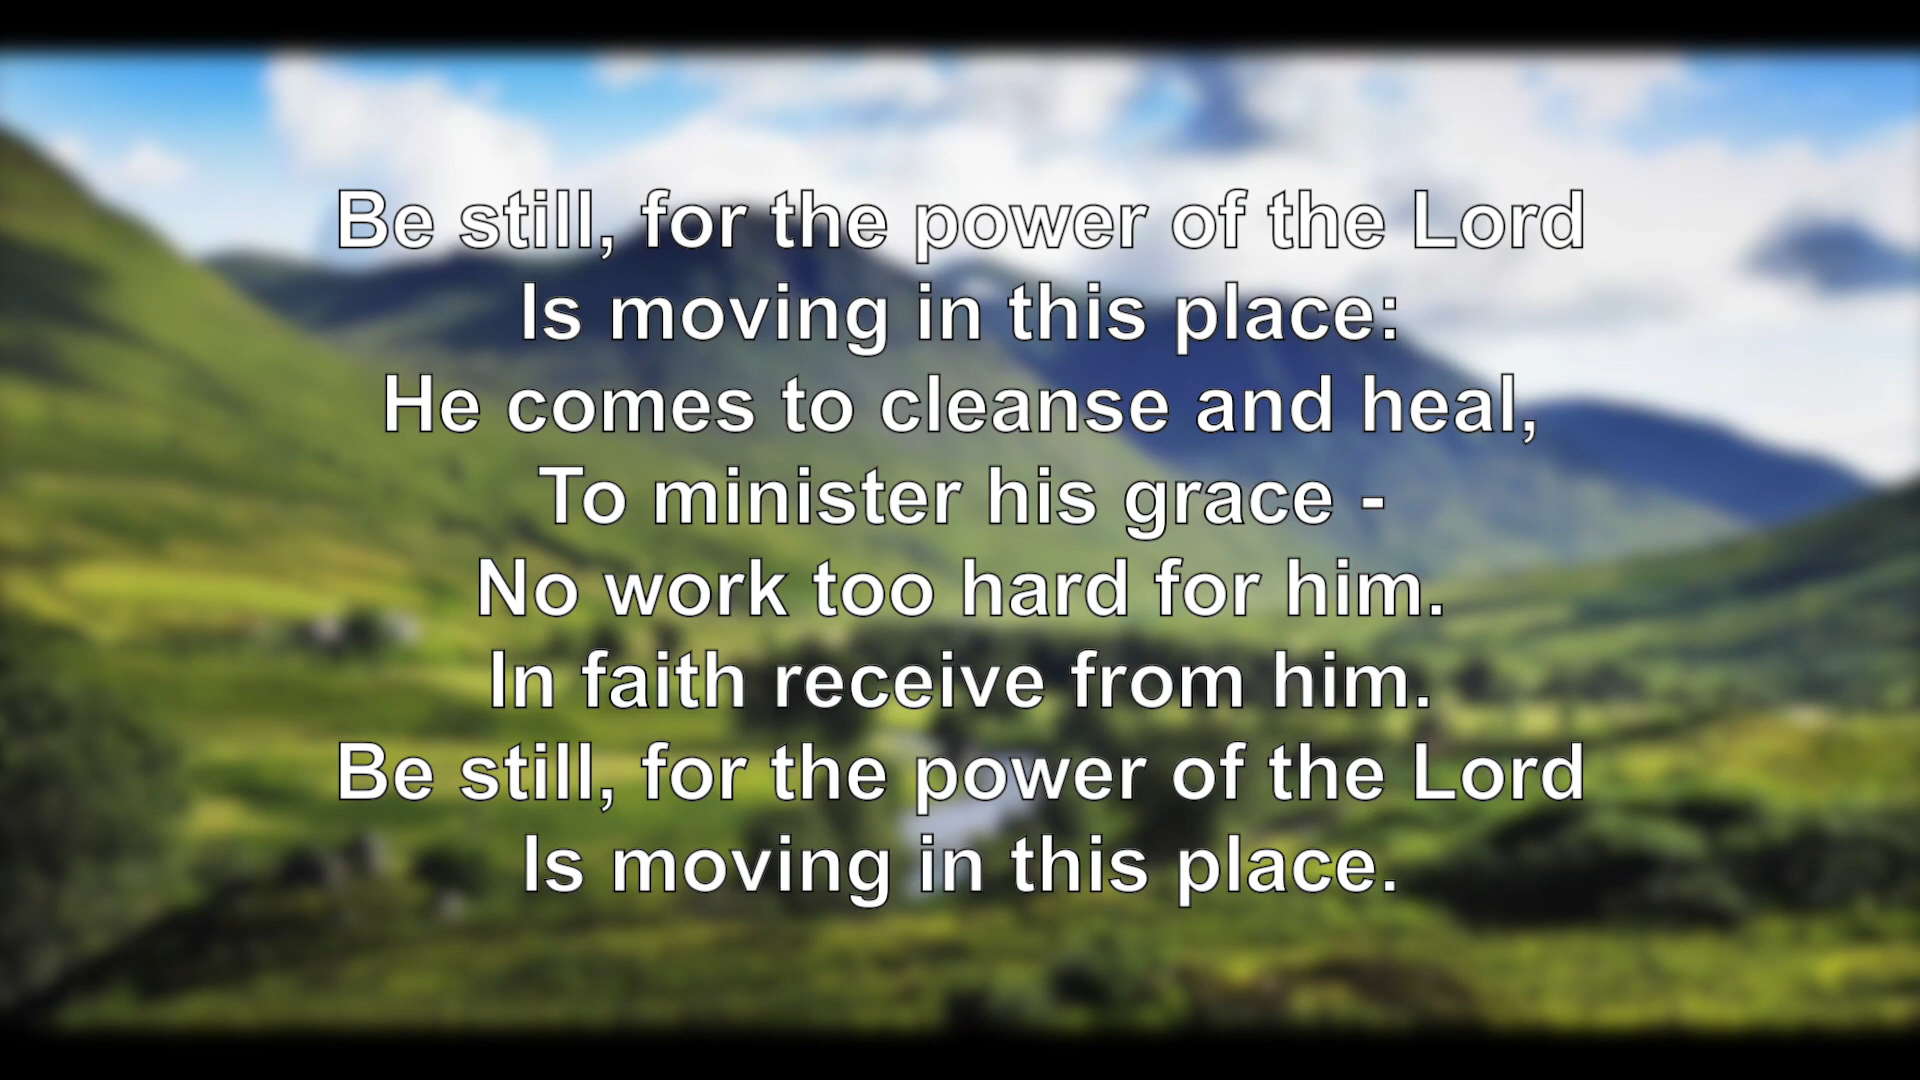 Be still, for the power of the Lord
Is moving in this place:
He comes to cleanse and heal,
To minister his grace -
No work too hard for him.
In faith receive from him.
Be still, for the power of the Lord
Is moving in this place.